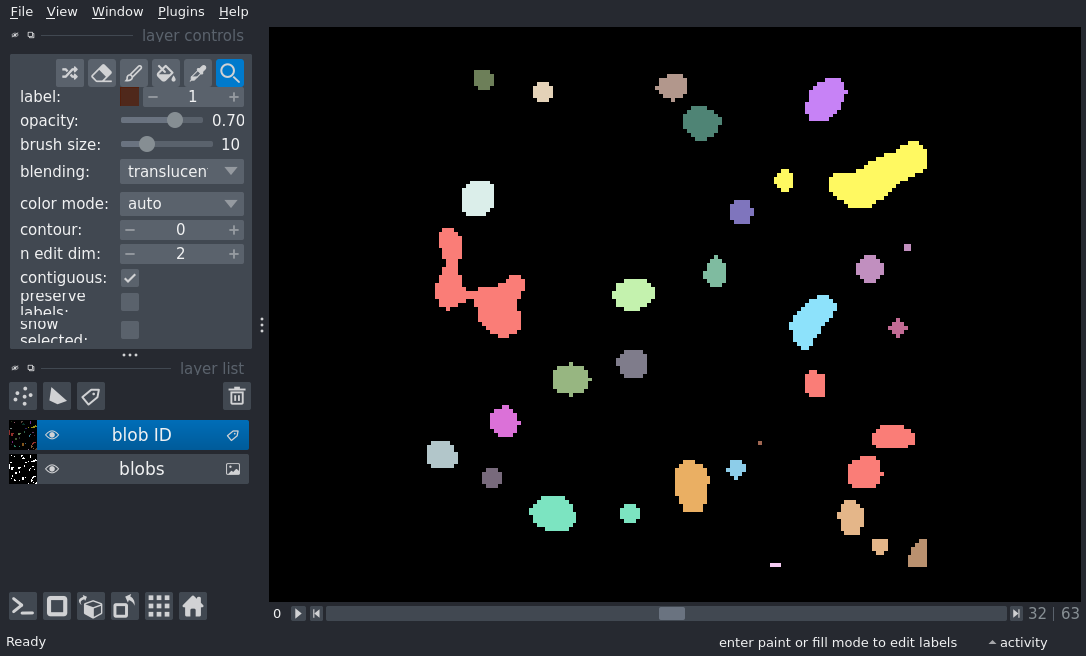 File View Window Plugins Help
layer controls
label: 1
opacity: 0.70
brush size: 10
blending: translucen
color mode: auto
contour: 0
n edit dim: 2
contiguous:
preserve
labels:
show
selected:
layer list
blob ID
blobs
0 32 63
Ready enter paint or fill mode to edit labels activity